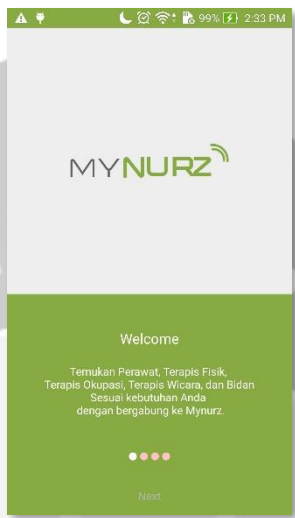 99% 2:33 PM
MYNURZ
Welcome
Temukan Perawat, Terapis Fisik,
Terapis Okupasi, Terapis Wicara, dan Bidan
Sesuai kebutuhan Anda
dengan bergabung ke Mynurz.
Next